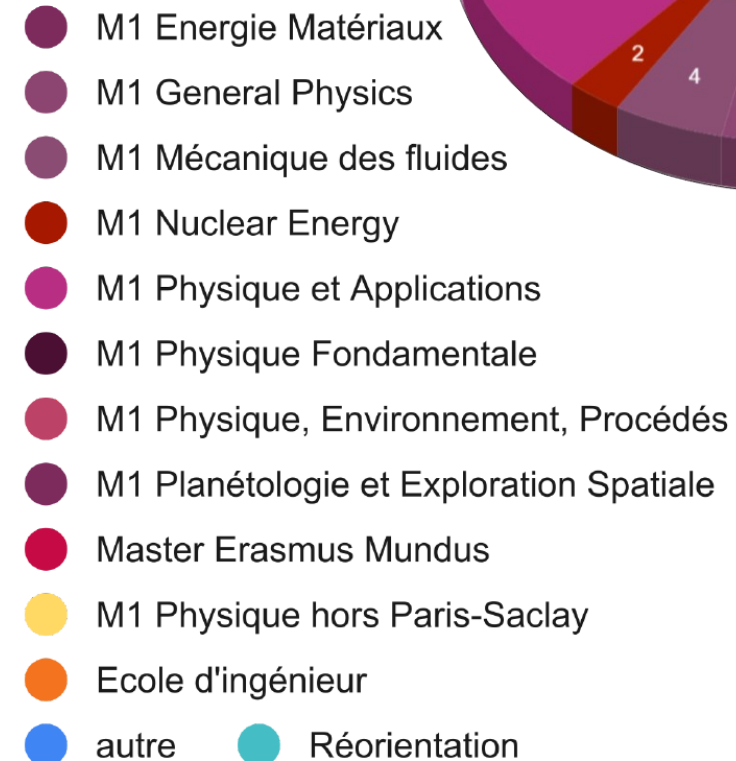 M1 Energie Matériaux
2
4
M1 General Physics
M1 Mécanique des fluides
M1 Nuclear Energy
M1 Physique et Applications
M1 Physique Fondamentale
M1 Physique, Environnement, Procédés
M1 Planétologie et Exploration Spatiale
Master Erasmus Mundus
M1 Physique hors Paris-Saclay
Ecole d'ingénieur
autre Réorientation